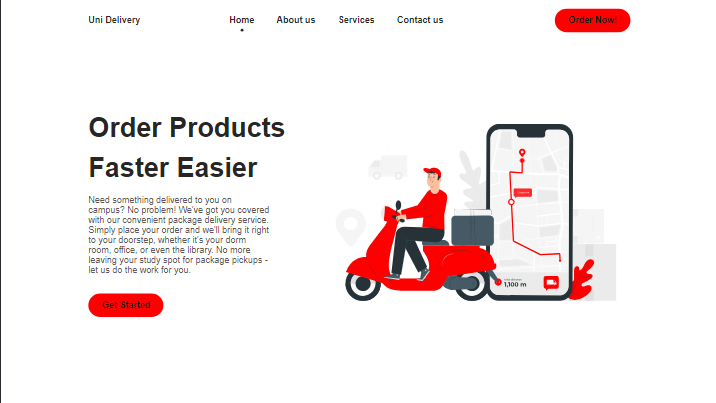 Uni Delivery
Home
About us
Services
Contact us
Order Now!
Order Products
Faster Easier
Need something delivered to you on
campus? No problem! We've got you covered
with our convenient package delivery service.
Simply place your order and we'll bring it right
to your doorstep, whether it's your dorm
room, office, or even the library. No more
leaving your study spot for package pickups -
let us do the work for you.
Get Started
1,100 m